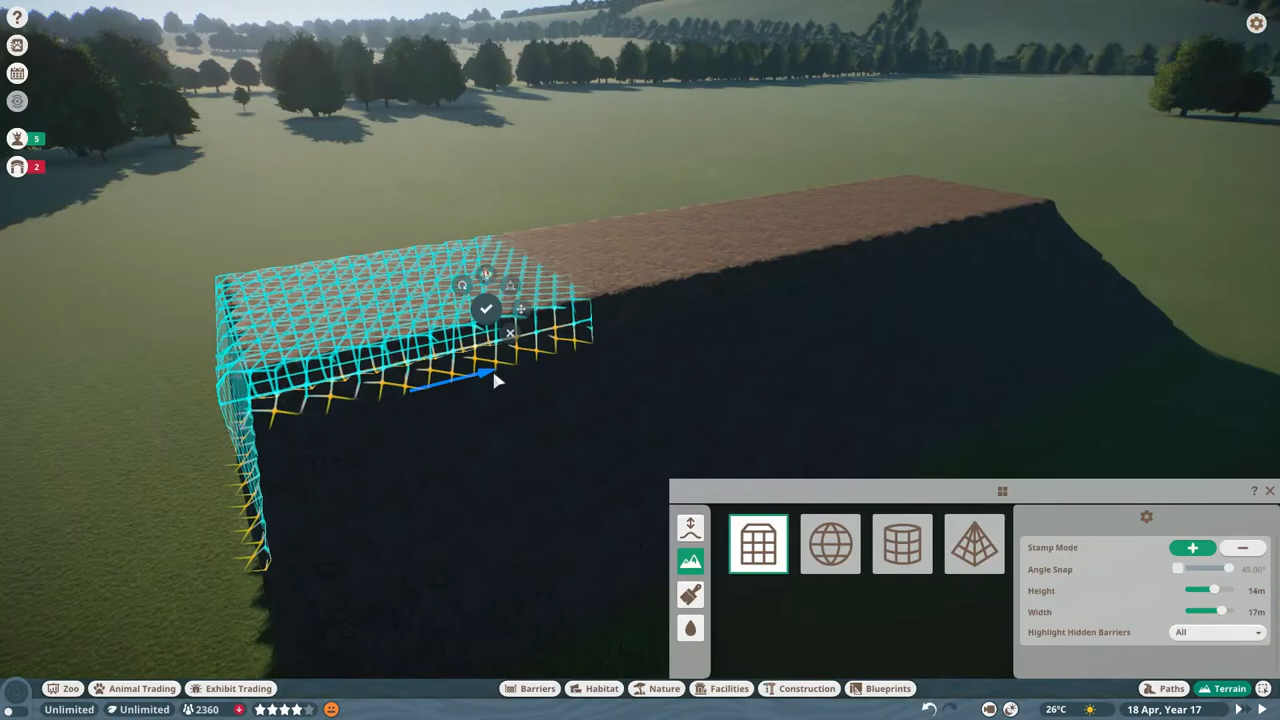 ?
5
2
?
Stamp Mode
Angle Snap 45.00°
Height 14m
Width 17m
Highlight Hidden Barriers All
Zoo Animal Trading Exhibit Trading Barriers Habitat Nature Facilities Construction Blueprints Paths Terrain
Unlimited Unlimited 2360 26°C 18 Apr, Year 17